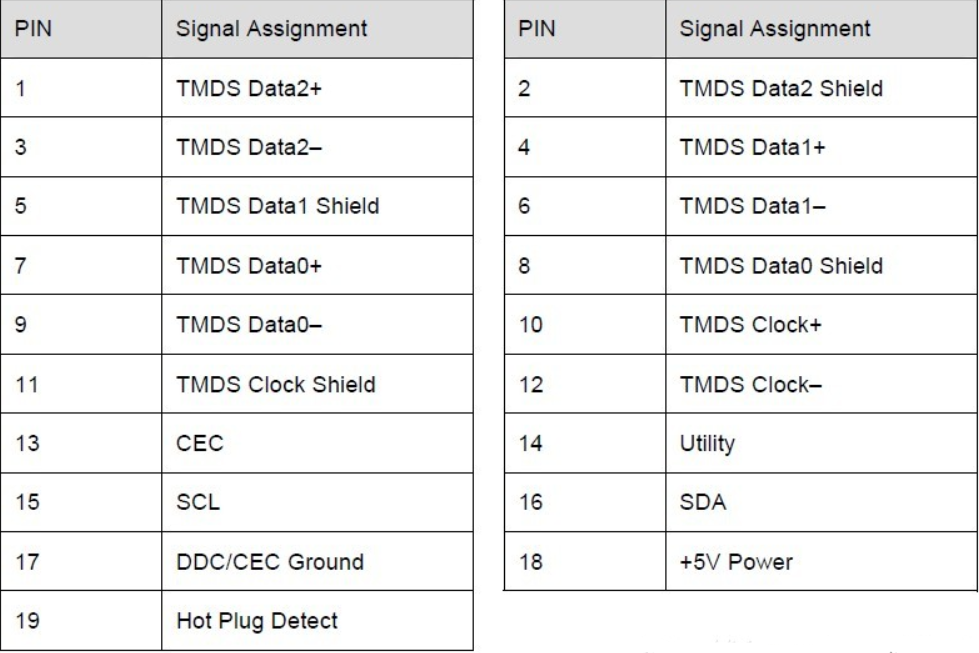 PIN Signal Assignment
1 TMDS Data2+
3 TMDS Data2–
5 TMDS Data1 Shield
7 TMDS Data0+
9 TMDS Data0–
11 TMDS Clock Shield
13 CEC
15 SCL
17 DDC/CEC Ground
19 Hot Plug Detect
PIN Signal Assignment
2 TMDS Data2 Shield
4 TMDS Data1+
6 TMDS Data1–
8 TMDS Data0 Shield
10 TMDS Clock+
12 TMDS Clock–
14 Utility
16 SDA
18 +5V Power